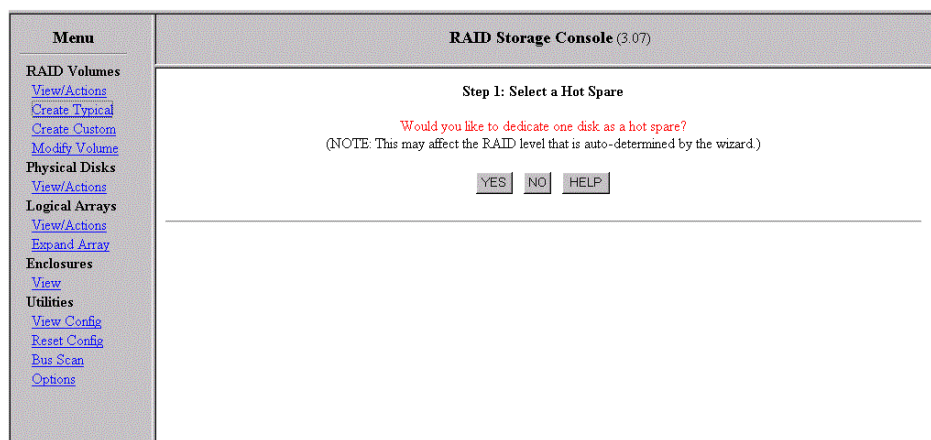 Menu
RAID Volumes
View/Actions
Create Typical
Create Custom
Modify Volume
Physical Disks
View/Actions
Logical Arrays
View/Actions
Expand Array
Enclosures
View
Utilities
View Config
Reset Config
Bus Scan
Options
RAID Storage Console (3.07)
Step 1: Select a Hot Spare
Would you like to dedicate one disk as a hot spare?
(NOTE: This may affect the RAID level that is auto-determined by the wizard.)
YES NO HELP